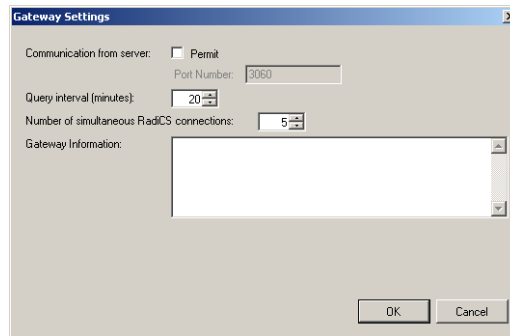 Gateway Settings
Communication from server: Permit
Port Number: 3060
Query interval (minutes): 20
Number of simultaneous RadiCS connections: 5
Gateway Information:
OK Cancel